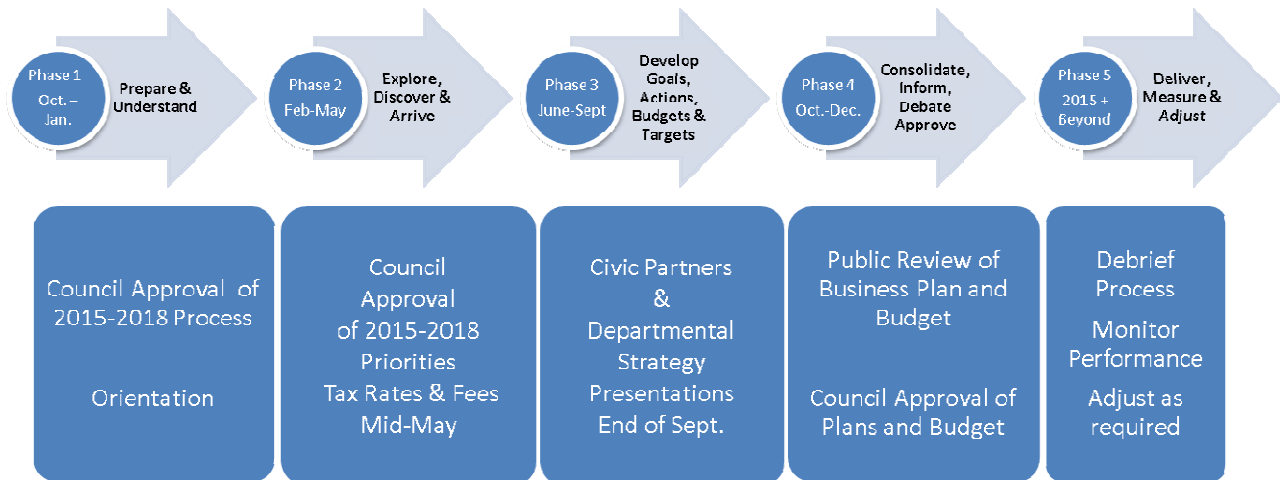 Phase 1
Oct. –
Jan.
Prepare &
Understand
Phase 2
Feb-May
Explore,
Discover &
Arrive
Phase 3
June-Sept
Develop
Goals,
Actions,
Budgets &
Targets
Phase 4
Oct.-Dec.
Consolidate,
Inform,
Debate
Approve
Phase 5
2015 +
Beyond
Deliver,
Measure &
Adjust
Council Approval of
2015-2018 Process
Orientation
Council
Approval
of 2015-2018
Priorities
Tax Rates & Fees
Mid-May
Civic Partners
&
Departmental
Strategy
Presentations
End of Sept.
Public Review of
Business Plan and
Budget
Council Approval of
Plans and Budget
Debrief
Process
Monitor
Performance
Adjust as
required